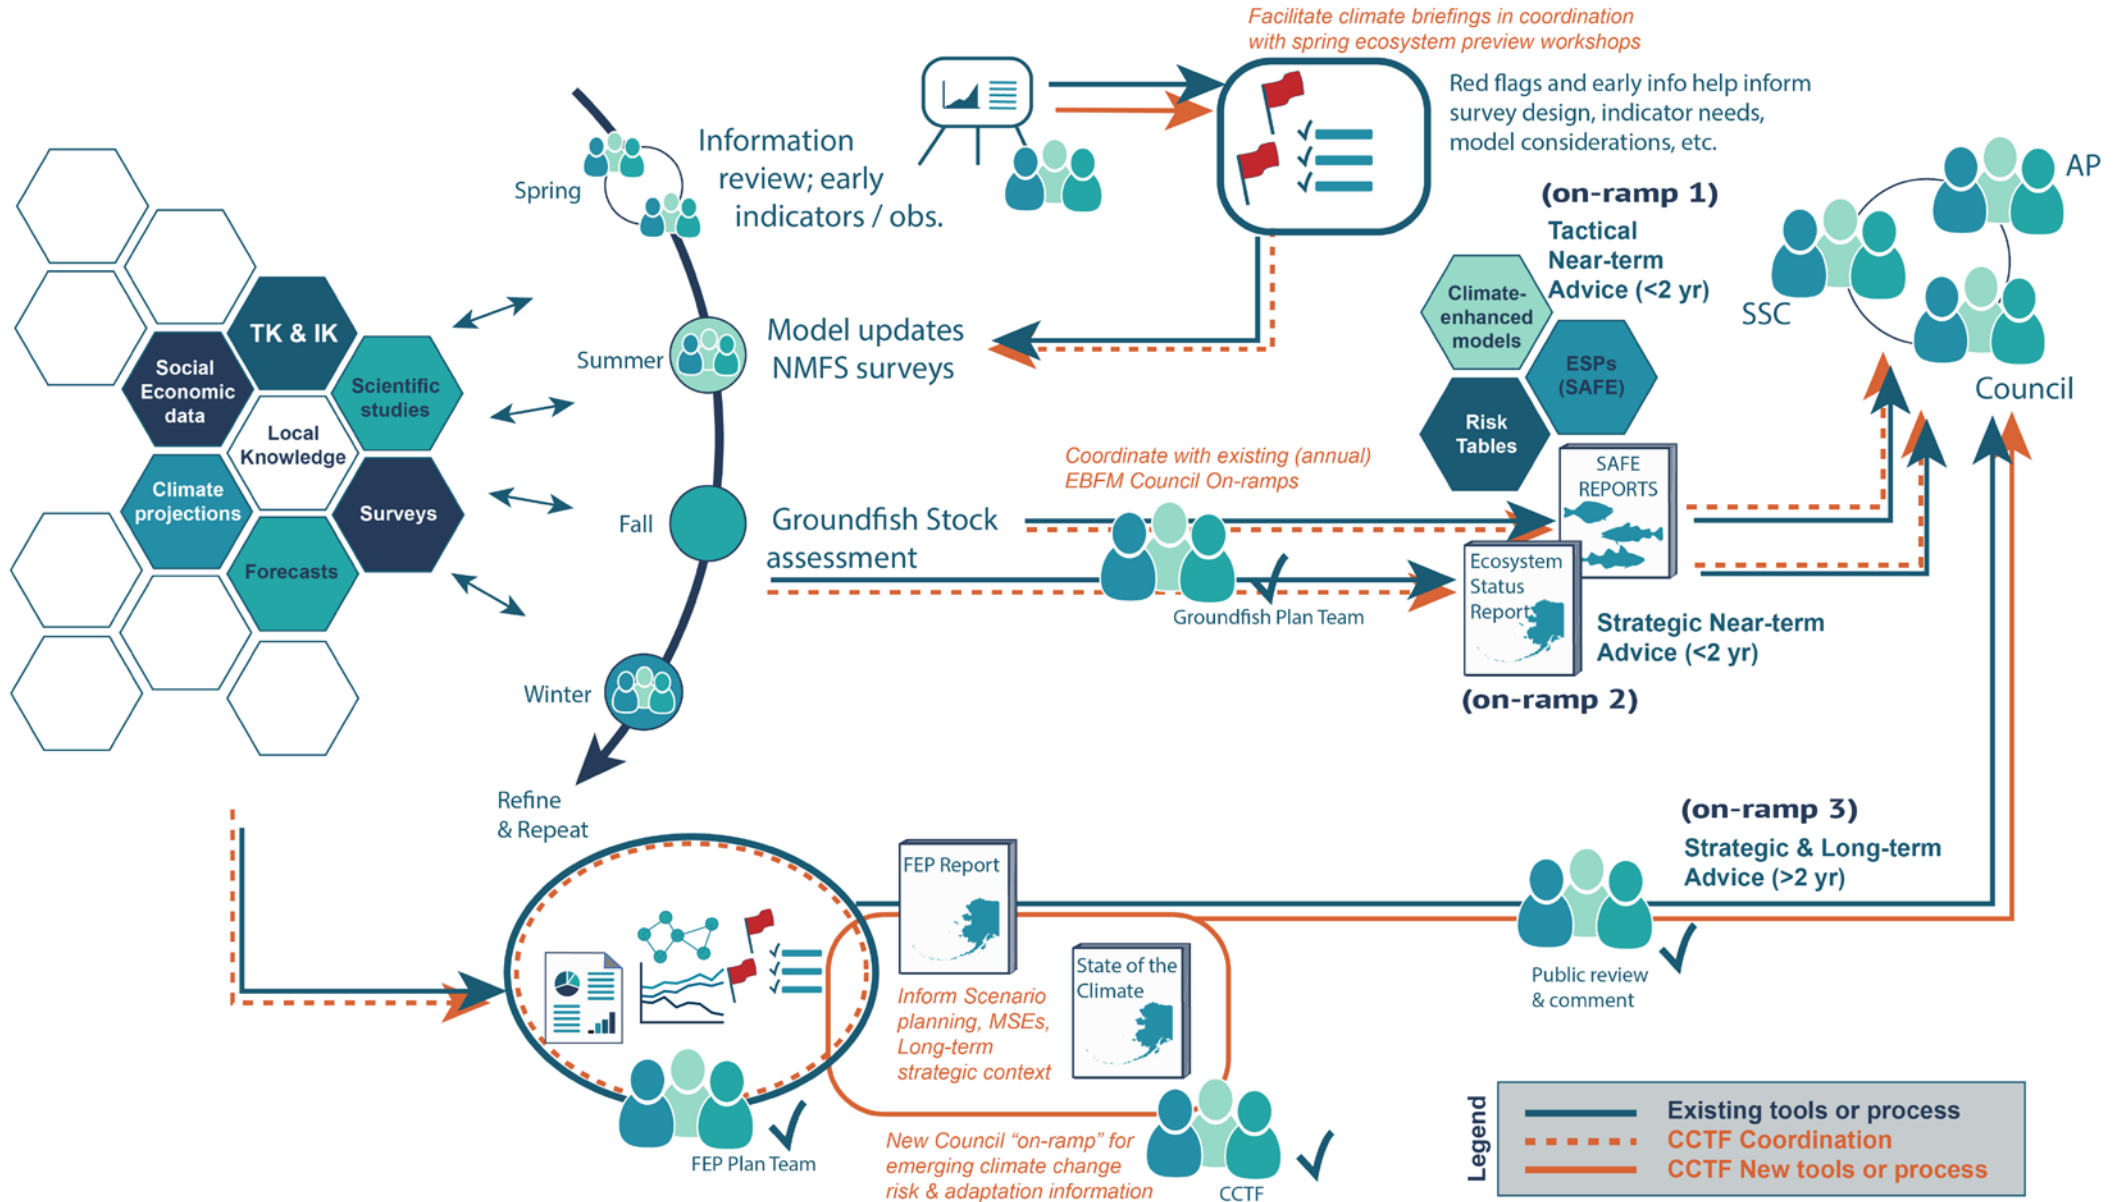 Facilitate climate briefings in coordination
with spring ecosystem preview workshops
Red flags and early info help inform
survey design, indicator needs,
model considerations, etc.
Spring
Information
review; early
indicators / obs.
(on-ramp 1)
Tactical
Near-term
Advice (<2 yr)
AP
SSC
Council
TK & IK
Social
Economic
data
Scientific
studies
Local
Knowledge
Climate
projections
Surveys
Forecasts
Summer
Model updates
NMFS surveys
Climate-
enhanced
models
ESPs
(SAFE)
Risk
Tables
Coordinate with existing (annual)
EBFM Council On-ramps
Fall
Groundfish Stock
assessment
Groundfish Plan Team
SAFE
REPORTS
Ecosystem
Status
Report
Strategic Near-term
Advice (<2 yr)
(on-ramp 2)
Winter
Refine
& Repeat
(on-ramp 3)
Strategic & Long-term
Advice (>2 yr)
FEP Report
State of the
Climate
Inform Scenario
planning, MSEs,
Long-term
strategic context
Public review
& comment
FEP Plan Team
New Council “on-ramp” for
emerging climate change
risk & adaptation information
CCTF
Legend
Existing tools or process
CCTF Coordination
CCTF New tools or process